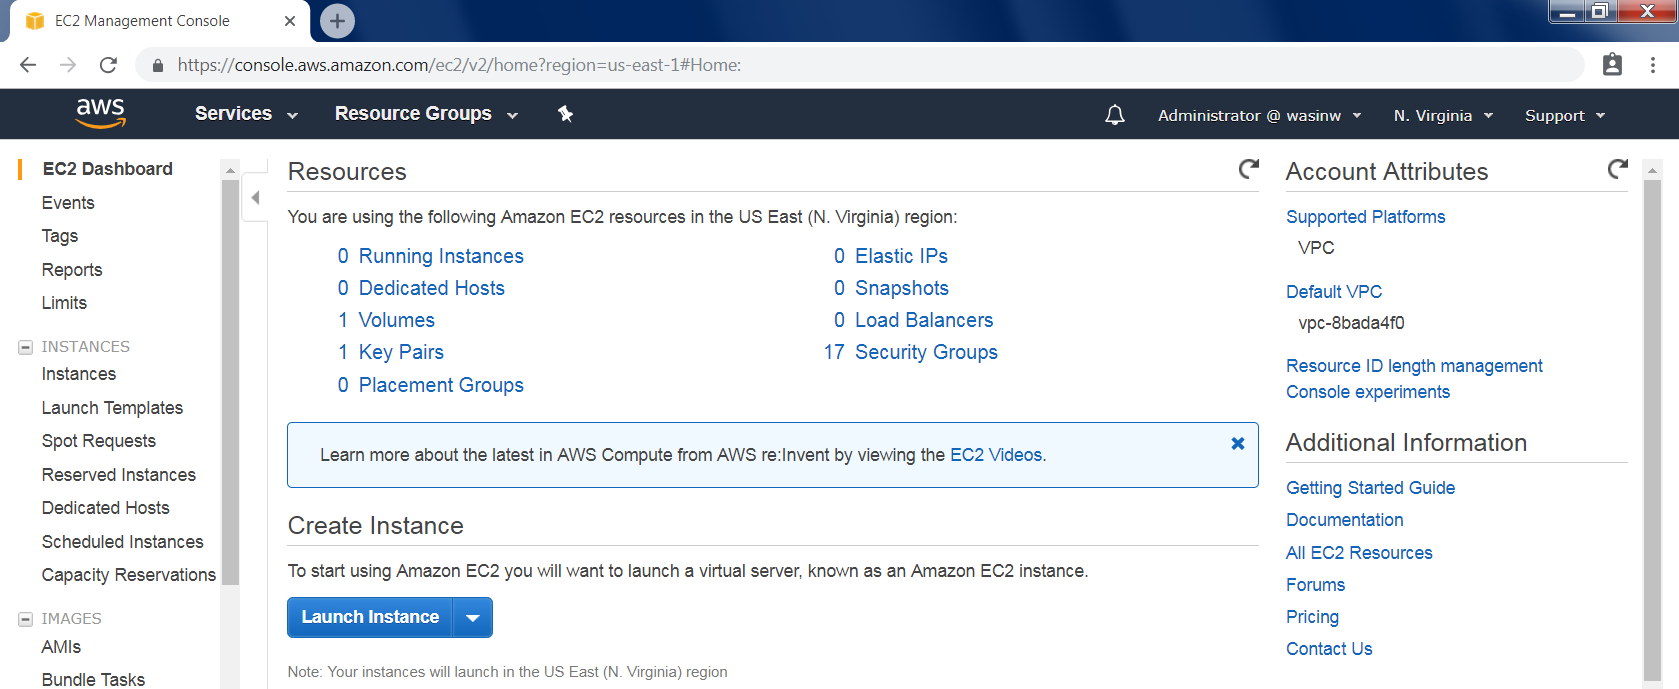 EC2 Management Console
https://console.aws.amazon.com/ec2/v2/home?region=us-east-1#Home:
aws
Services
Resource Groups
Administrator @ wasinw
N. Virginia
Support
EC2 Dashboard
Events
Tags
Reports
Limits
INSTANCES
Instances
Launch Templates
Spot Requests
Reserved Instances
Dedicated Hosts
Scheduled Instances
Capacity Reservations
IMAGES
AMIs
Bundle Tasks
Resources
You are using the following Amazon EC2 resources in the US East (N. Virginia) region:
0 Running Instances
0 Elastic IPs
0 Dedicated Hosts
0 Snapshots
1 Volumes
0 Load Balancers
1 Key Pairs
17 Security Groups
0 Placement Groups
Learn more about the latest in AWS Compute from AWS re:Invent by viewing the EC2 Videos.
Create Instance
To start using Amazon EC2 you will want to launch a virtual server, known as an Amazon EC2 instance.
Launch Instance
Note: Your instances will launch in the US East (N. Virginia) region
Account Attributes
Supported Platforms
VPC
Default VPC
vpc-8bada4f0
Resource ID length management
Console experiments
Additional Information
Getting Started Guide
Documentation
All EC2 Resources
Forums
Pricing
Contact Us